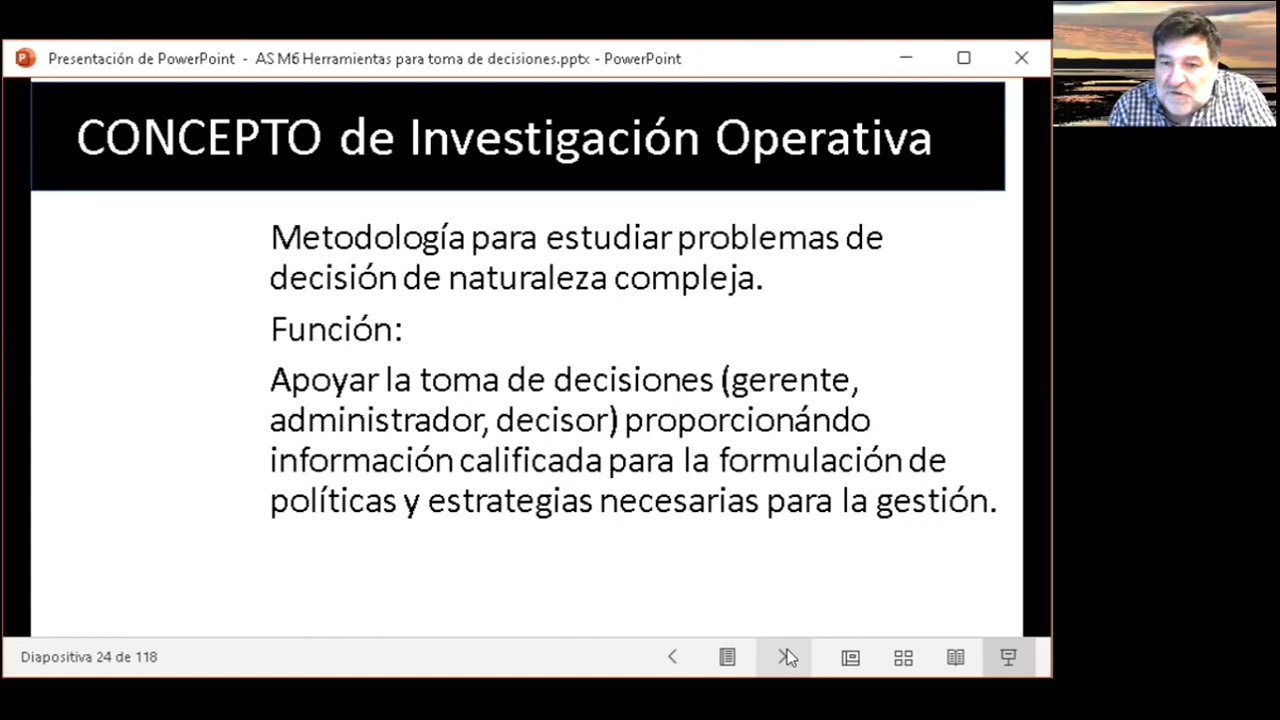 Presentación de PowerPoint - AS M6 Herramientas para toma de decisiones.pptx - PowerPoint
CONCEPTO de Investigación Operativa
Metodología para estudiar problemas de
decisión de naturaleza compleja.
Función:
Apoyar la toma de decisiones (gerente,
administrador, decisor) proporcionándo
información calificada para la formulación de
políticas y estrategias necesarias para la gestión.
Diapositiva 24 de 118